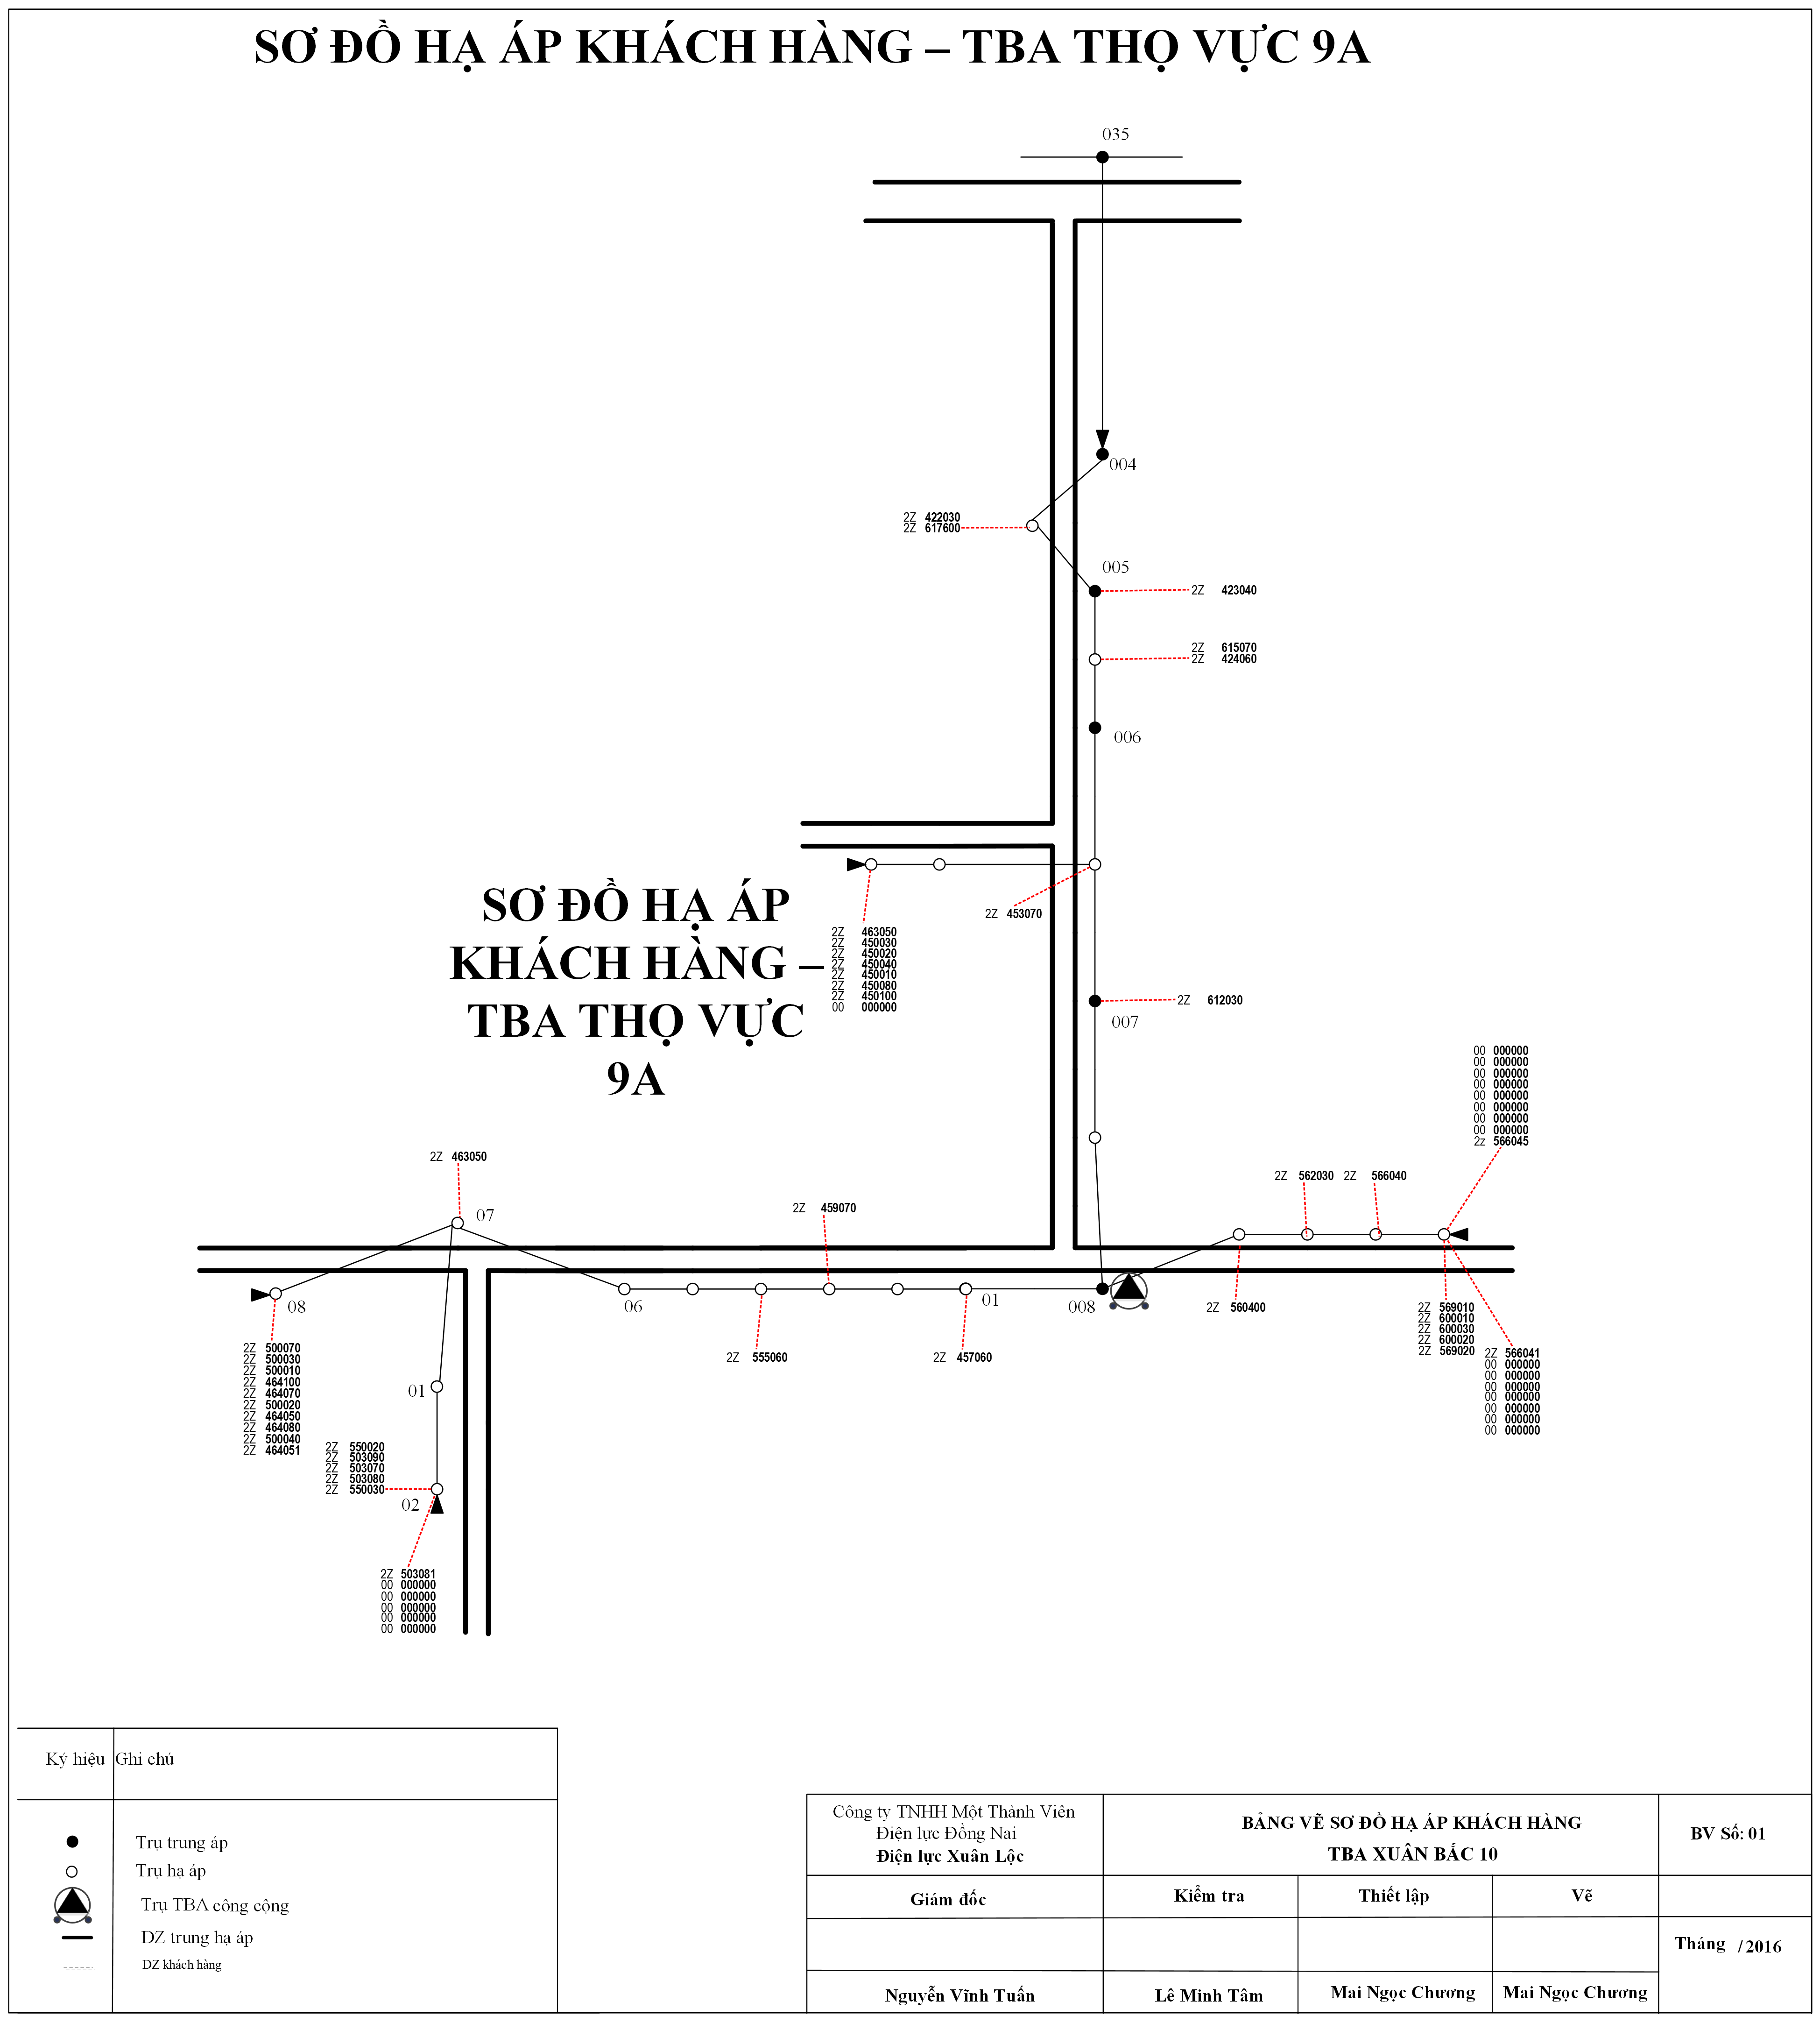 SƠ ĐỒ HẠ ÁP KHÁCH HÀNG – TBA THỌ VỰC 9A
035
004
2Z 422030
2Z 617600
005
2Z 423040
2Z 615070
2Z 424060
006
2Z 453070
SƠ ĐỒ HẠ ÁP
KHÁCH HÀNG –
TBA THỌ VỰC
9A
2Z 463050
2Z 450030
2Z 450020
2Z 450040
2Z 450010
2Z 450080
2Z 450100
00 000000
2Z 612030
007
00 000000
00 000000
00 000000
00 000000
00 000000
00 000000
00 000000
00 000000
2z 566045
2Z 463050
07
2Z 459070
2Z 562030
2Z 566040
08
06
01
008
2Z 560400
2Z 555060
2Z 457060
2Z 569010
2Z 600010
2Z 600030
2Z 600020
2Z 569020
2Z 566041
00 000000
00 000000
00 000000
00 000000
00 000000
00 000000
00 000000
2Z 500070
2Z 500030
2Z 500010
2Z 464100
2Z 464070
2Z 500020
2Z 464050
2Z 464080
2Z 500040
2Z 464051
01
2Z 550020
2Z 503090
2Z 503070
2Z 503080
2Z 550030
02
2Z 503081
00 000000
00 000000
00 000000
00 000000
00 000000
Ký hiệu Ghi chú
Trụ trung áp
Trụ hạ áp
Trụ TBA công cộng
DZ trung hạ áp
DZ khách hàng
Công ty TNHH Một Thành Viên
Điện lực Đồng Nai
Điện lực Xuân Lộc
BẢNG VẼ SƠ ĐỒ HẠ ÁP KHÁCH HÀNG
TBA XUÂN BẮC 10
BV Số: 01
Giám đốc
Kiểm tra
Thiết lập
Vẽ
Tháng /2016
Nguyễn Vĩnh Tuấn
Lê Minh Tâm
Mai Ngọc Chương
Mai Ngọc Chương